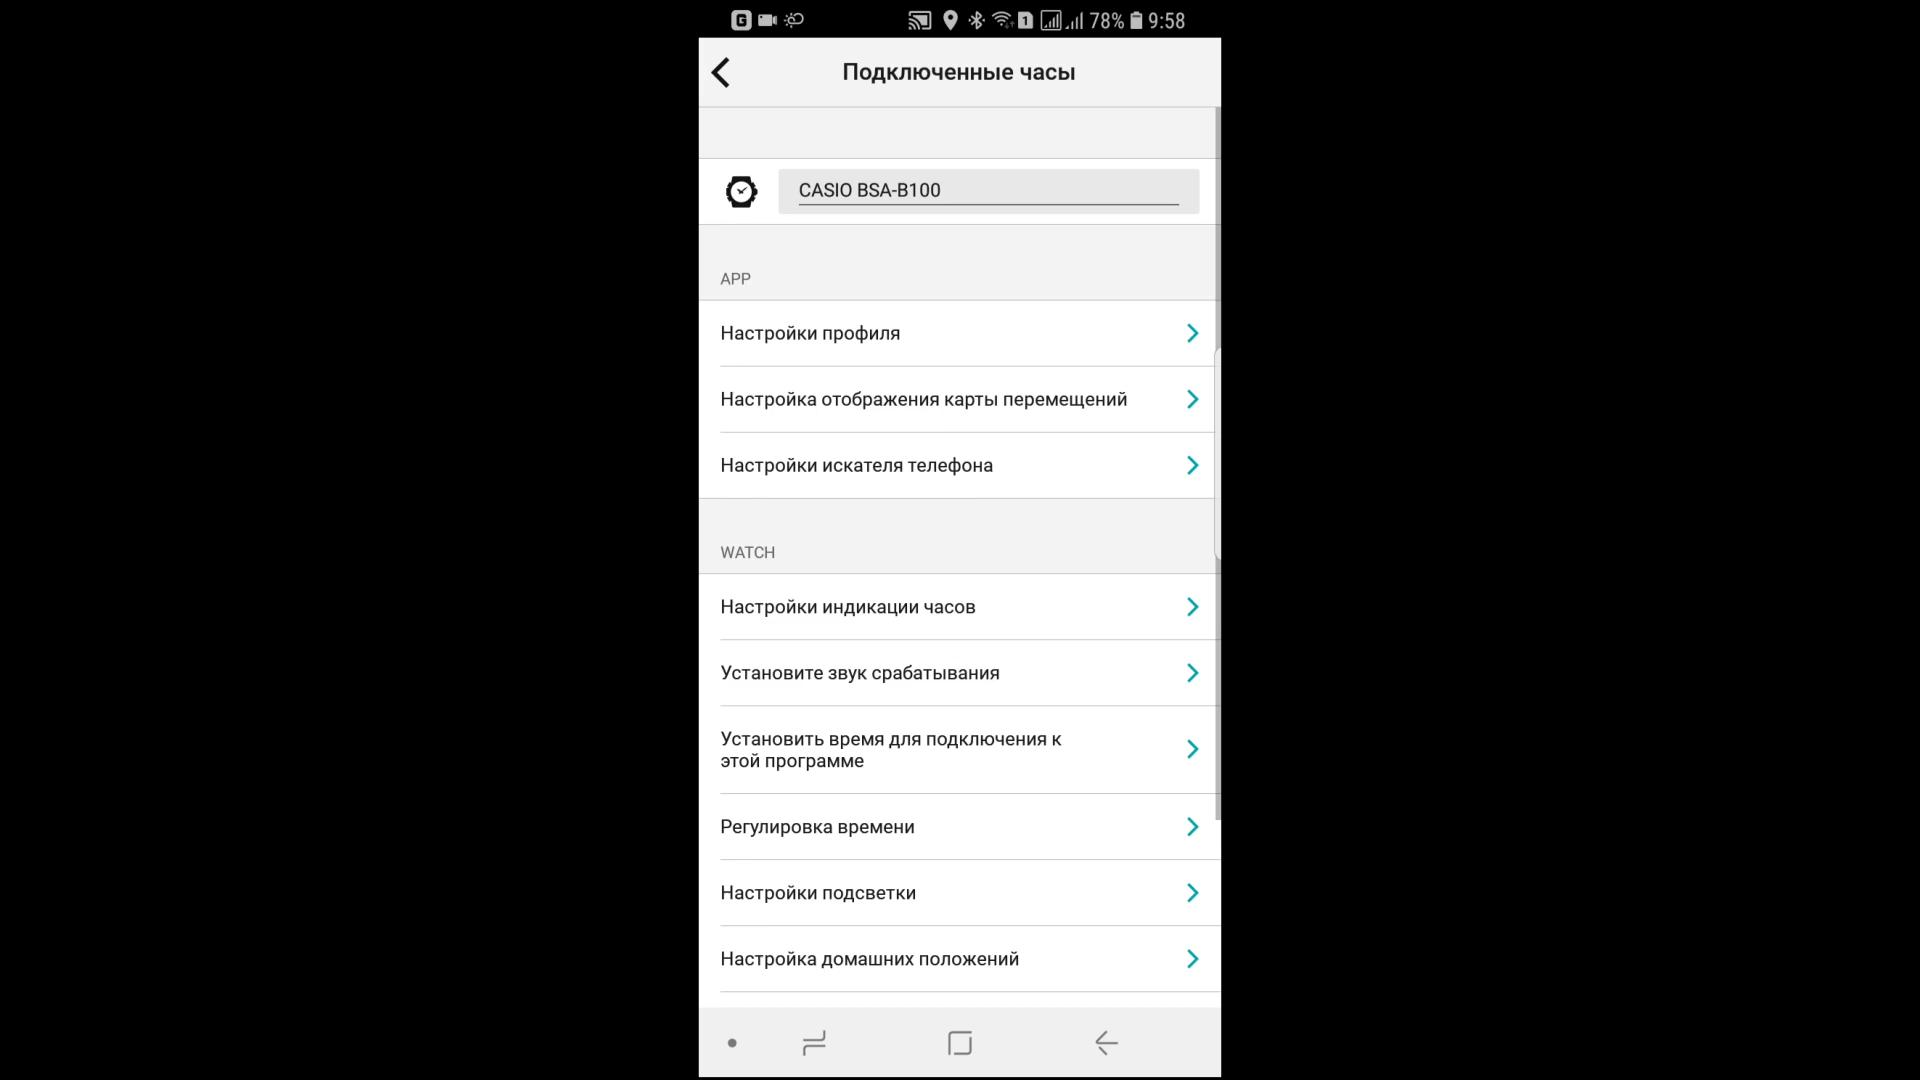 78% 9:58
Подключенные часы
CASIO BSA-B100
APP
Настройки профиля
Настройка отображения карты перемещений
Настройки искателя телефона
WATCH
Настройки индикации часов
Установите звук срабатывания
Установить время для подключения к
этой программе
Регулировка времени
Настройки подсветки
Настройка домашних положений